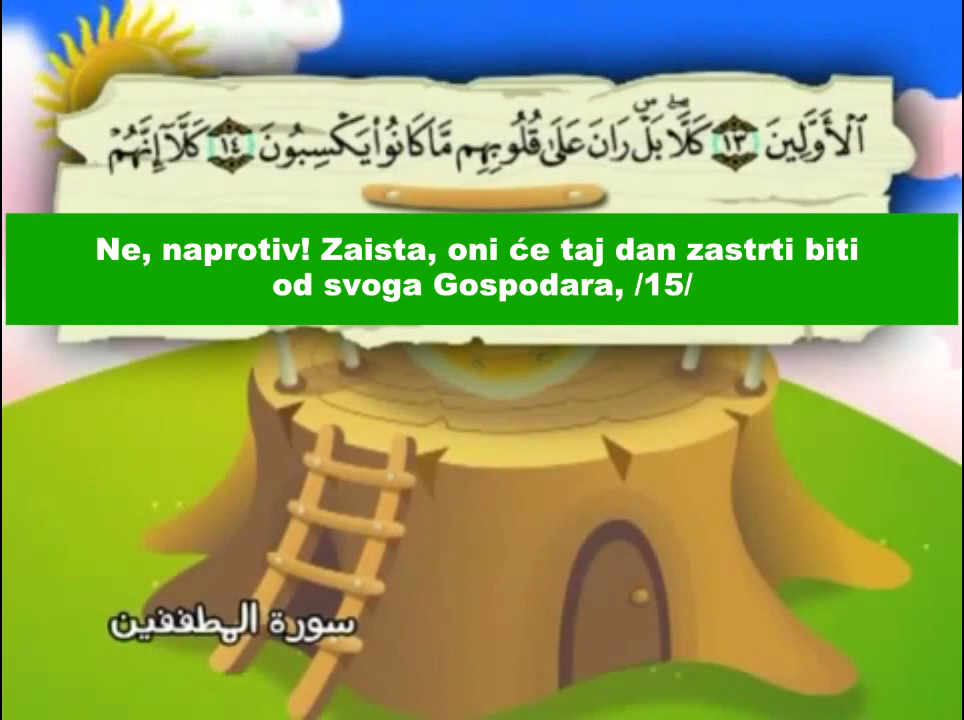 ٱلْأَوَّلِينَ ١٣ كَلَّا ۖ بَلْ ۜ رَانَ عَلَىٰ قُلُوبِهِم مَّا كَانُوا۟ يَكْسِبُونَ ١٤ كَلَّآ إِنَّهُمْ
Ne, naprotiv! Zaista, oni će taj dan zastrti biti
od svoga Gospodara, /15/
سورة المطففين